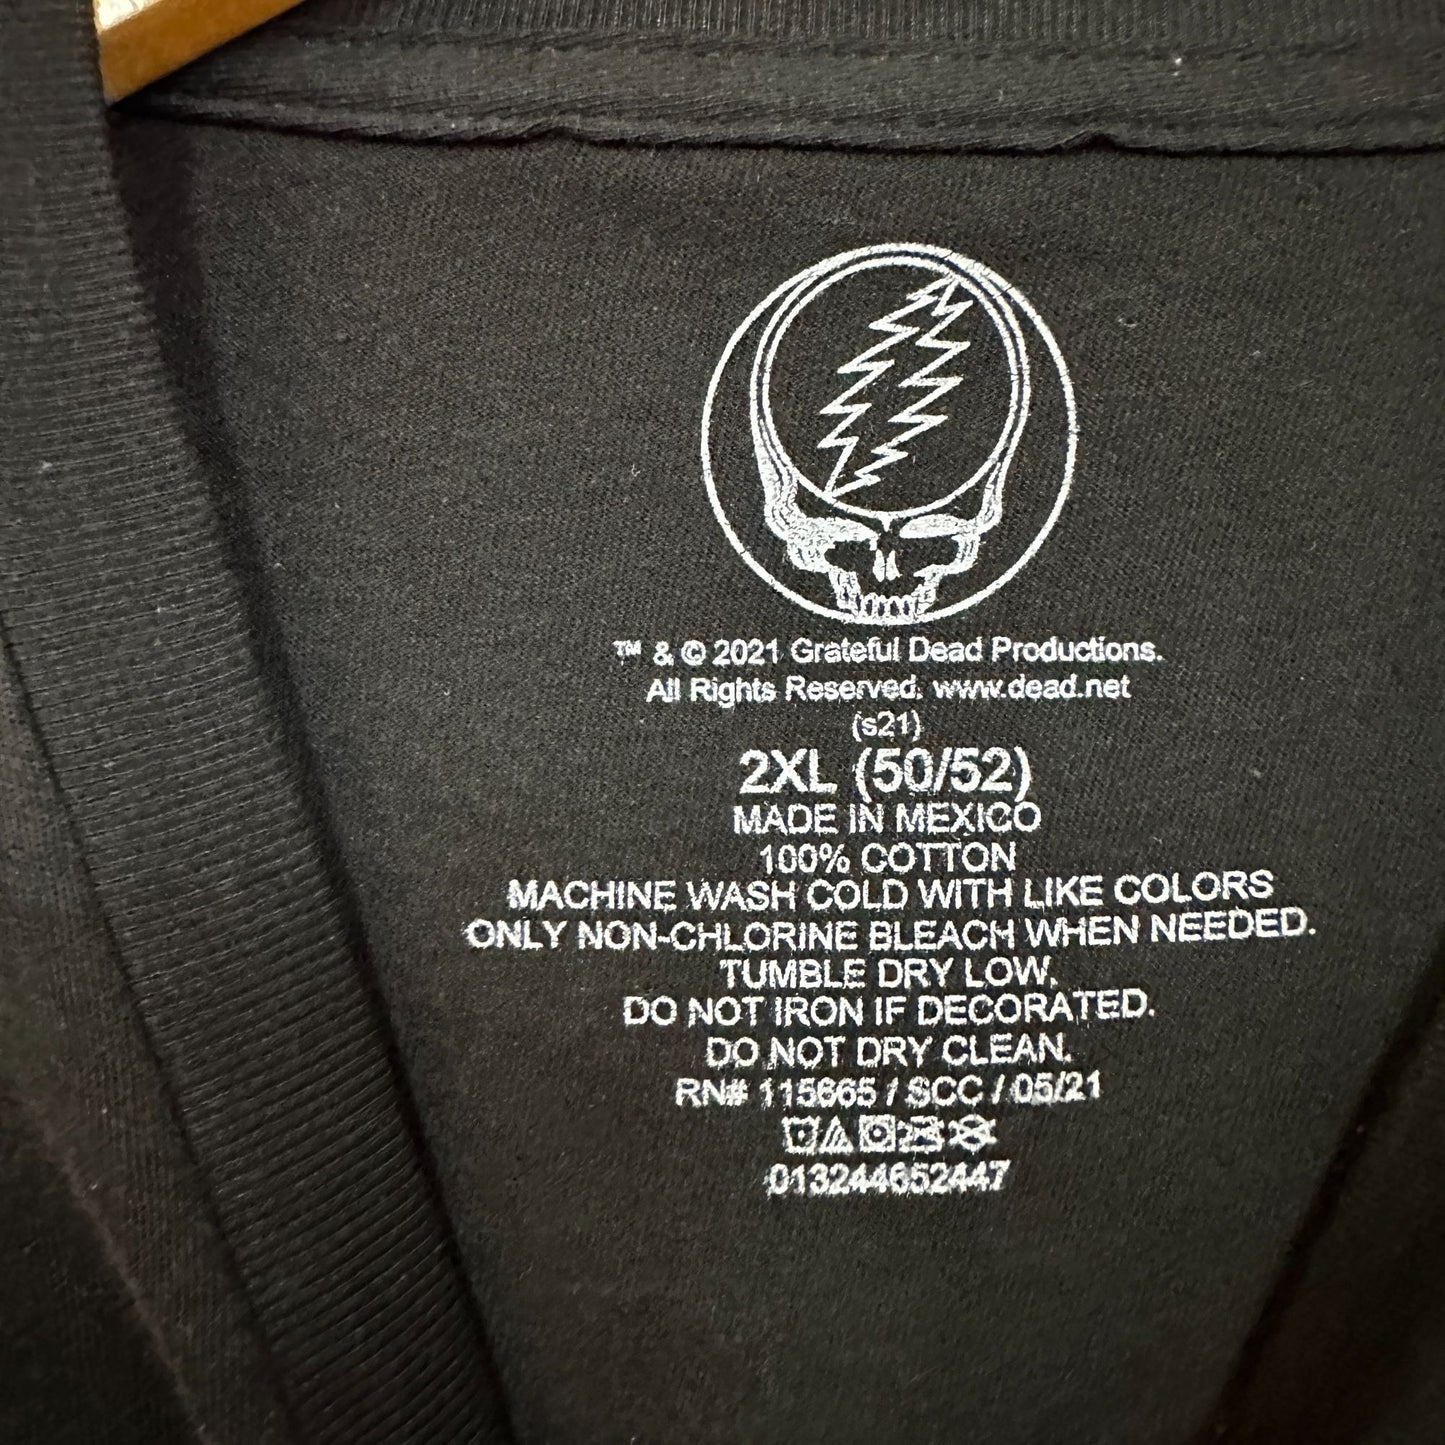 ™ & © 2021 Grateful Dead Productions.
All Rights Reserved. www.dead.net
(s21)
2XL (50/52)
MADE IN MEXICO
100% COTTON
MACHINE WASH COLD WITH LIKE COLORS
ONLY NON-CHLORINE BLEACH WHEN NEEDED.
TUMBLE DRY LOW.
DO NOT IRON IF DECORATED.
DO NOT DRY CLEAN.
RN# 115665 / SCC / 05/21
013244652447